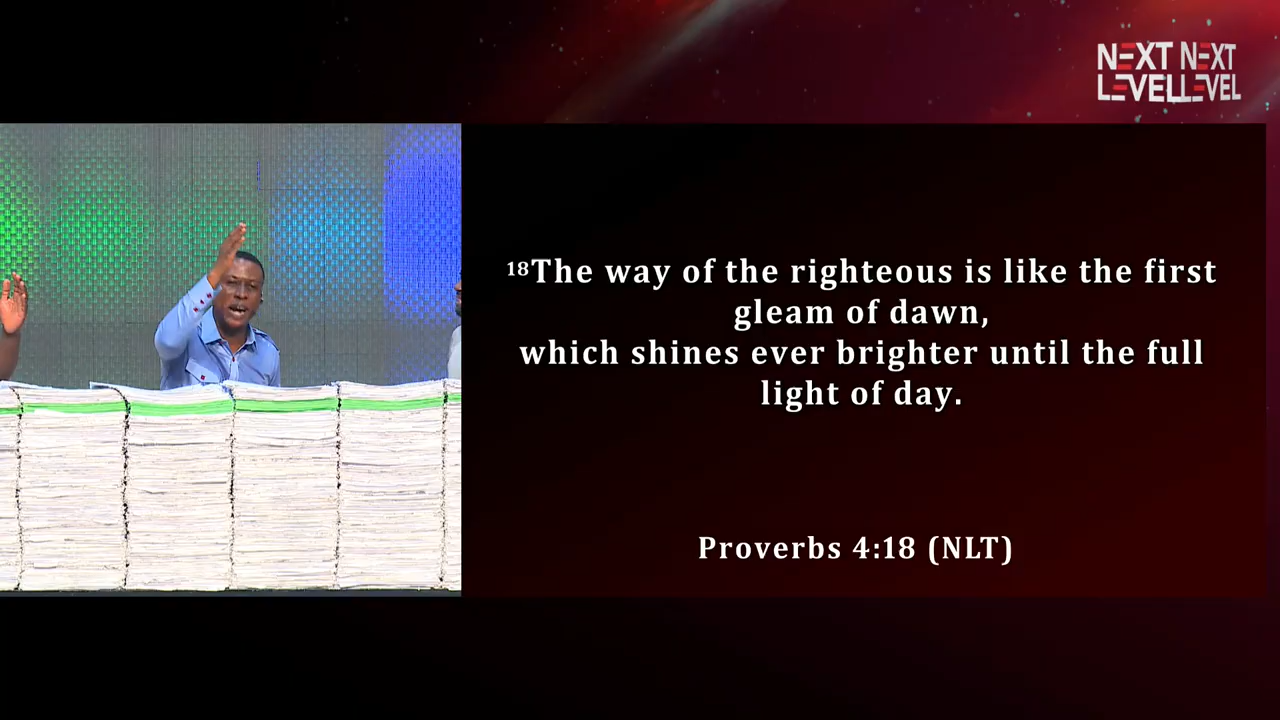 NEXT NEXT
LEVEL LEVEL
¹⁸The way of the righteous is like the first
gleam of dawn,
which shines ever brighter until the full
light of day.
Proverbs 4:18 (NLT)